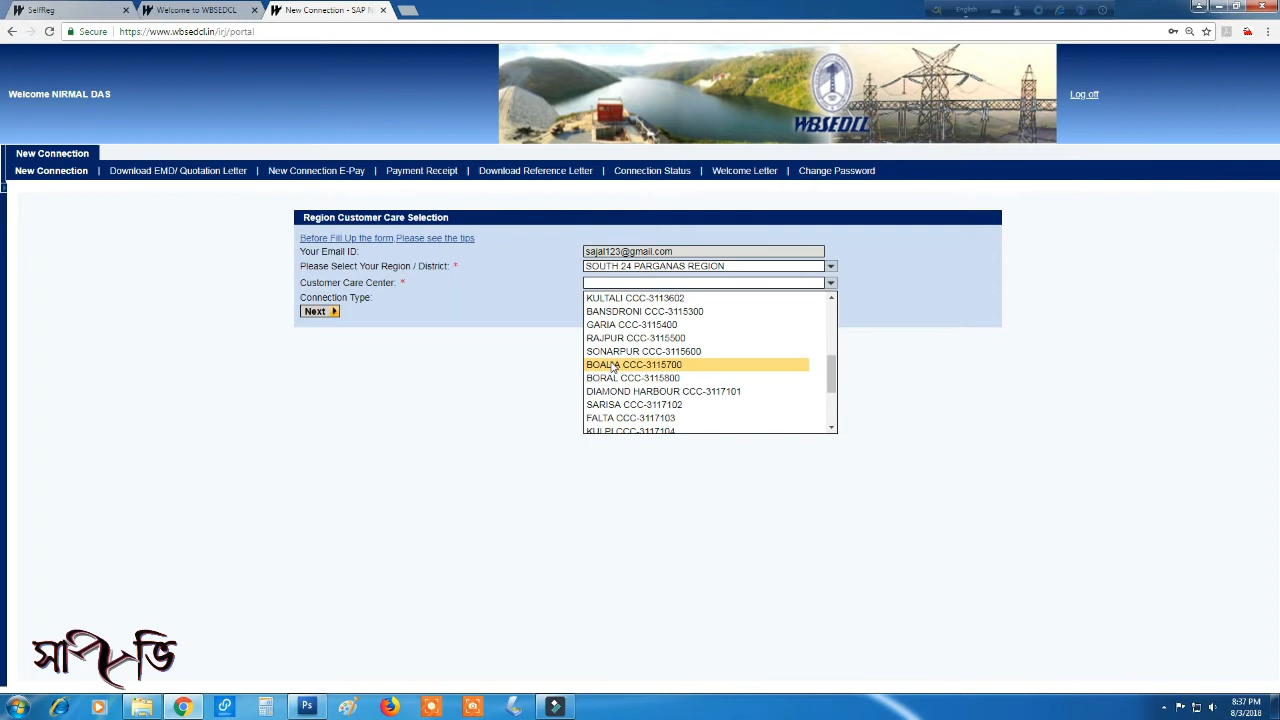 SelfReg
Welcome to WBSEDCL
New Connection - SAP N
English
Secure
https://www.wbsedcl.in/irj/portal
Welcome NIRMAL DAS
WBSEDCL
Log off
New Connection
New Connection | Download EMD/ Quotation Letter | New Connection E-Pay | Payment Receipt | Download Reference Letter | Connection Status | Welcome Letter | Change Password
Region Customer Care Selection
Before Fill Up the form,Please see the tips
Your Email ID: sajal123@gmail.com
Please Select Your Region / District: * SOUTH 24 PARGANAS REGION
Customer Care Center: *
Connection Type:
Next
KULTALI CCC-3113602
BANSDRONI CCC-3115300
GARIA CCC-3115400
RAJPUR CCC-3115500
SONARPUR CCC-3115600
CCC-3115700
BORAL CCC-3115800
DIAMOND HARBOUR CCC-3117101
SARISA CCC-3117102
FALTA CCC-3117103
KULPI CCC-3117104
Ps
8:37 PM
8/3/2018